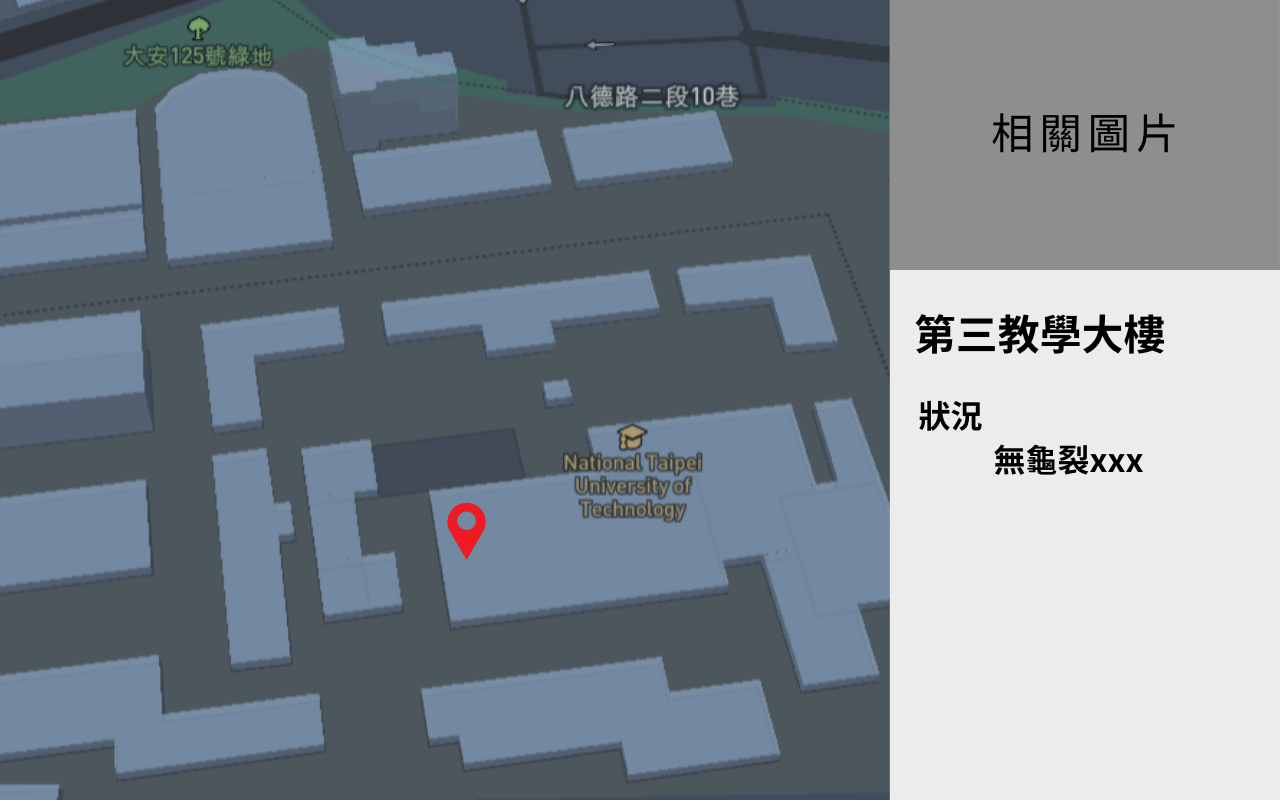 大安125號綠地
八德路二段10巷
National Taipei
University of
Technology
相關圖片
第三教學大樓
狀況
無龜裂xxx